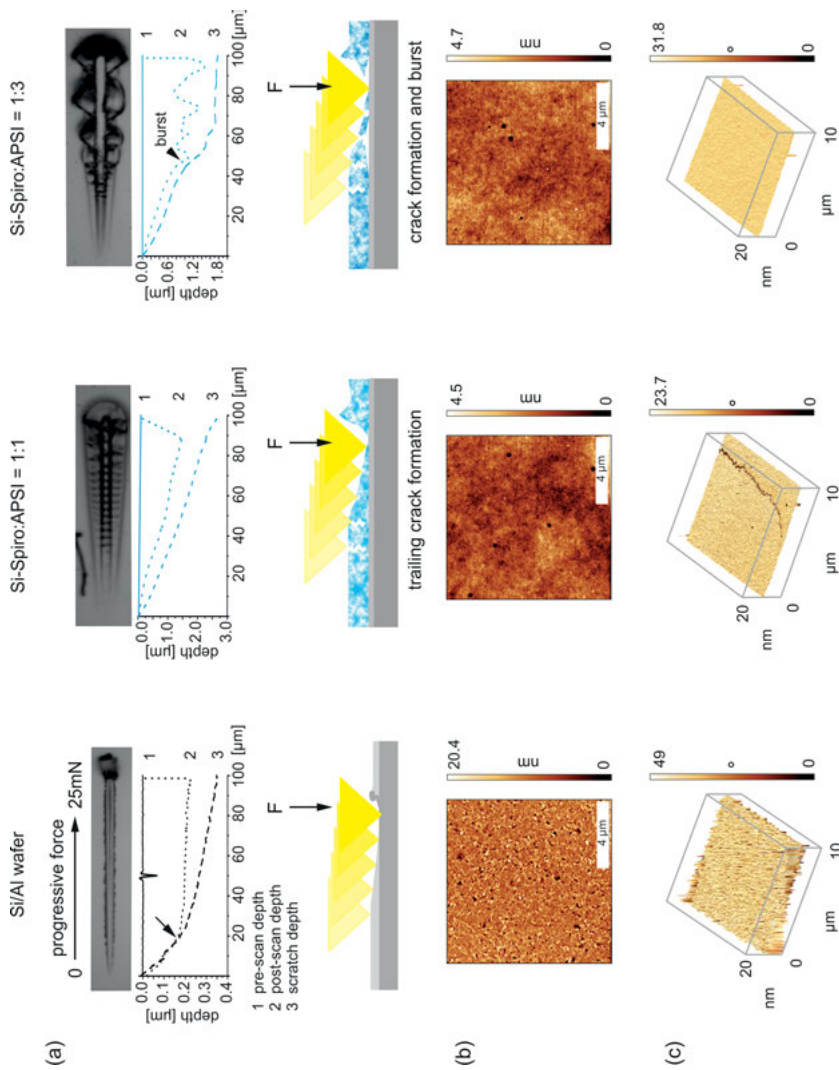 Si/Al wafer
Si-Spiro:APSI = 1:1
Si-Spiro:APSI = 1:3
(a)
0 progressive force 25mN
0.0
0.1
0.2
0.3
0.4
depth [µm]
20 40 60 80 100 [µm]
1
2
3
1 pre-scan depth
2 post-scan depth
3 scratch depth
0.0
1.0
2.0
3.0
depth [µm]
20 40 60 80 100 [µm]
1
2
3
0.0
0.6
1.2
1.8
depth [µm]
20 40 60 80 100 [µm]
1
2
3
burst
F
F
F
trailing crack formation
crack formation and burst
(b)
4 µm
20.4
nm
0
4 µm
4.5
nm
0
4 µm
4.7
nm
0
(c)
20
nm
0
µm
10
49
°
0
20
nm
0
µm
10
23.7
°
0
20
nm
0
µm
10
31.8
°
0